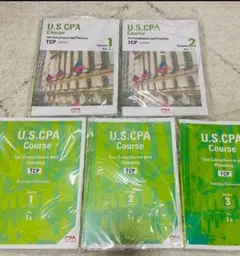 U.S.CPA
Course
Tax Compliance and Planning
TCP
1
U.S.CPA
Course
Tax Compliance and Planning
TCP
2
U.S.CPA
Course
Tax Compliance and
Planning
TCP
1
U.S.CPA
Course
Tax Compliance and
Planning
TCP
2
U.S.CPA
Course
Tax Compliance and
Planning
TCP
3